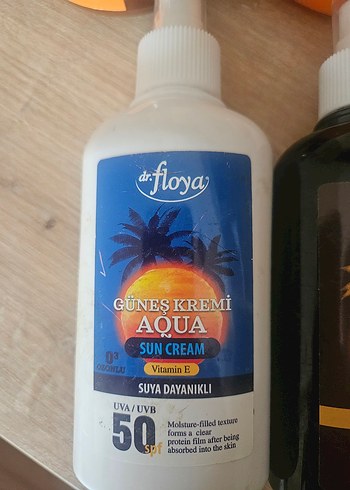 dr. floya
GÜNEŞ KREMİ
AQUA
SUN CREAM
Vitamin E
SUYA DAYANIKLI
UVA / UVB
50 spf
Moisture-filled texture
forms a clear
protein film after being
absorbed into the skin